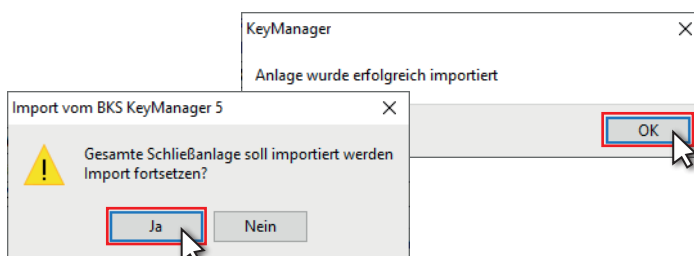 KeyManager
Anlage wurde erfolgreich importiert
OK
Import vom BKS KeyManager 5
Gesamte Schließanlage soll importiert werden
Import fortsetzen?
Ja
Nein